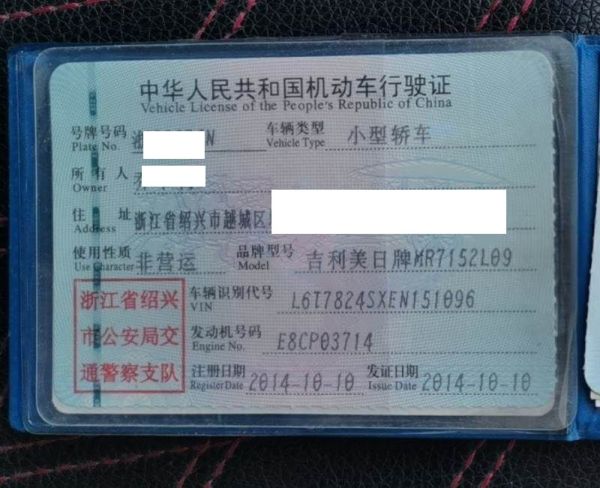 中华人民共和国机动车行驶证
Vehicle License of the People's Republic of China
号牌号码 N 车辆类型 小型轿车
Plate No. Vehicle Type
所有人
Owner
住址 浙江省绍兴市越城区
Address
使用性质 非营运 品牌型号 吉利美日牌MR7152L09
Use Character Model
浙江省绍兴
市公安局交
通警察支队
车辆识别代号 L6T7824SXEN151096
VIN
发动机号码 E8CP03714
Engine No.
注册日期 2014-10-10 发证日期 2014-10-10
Register Date Issue Date